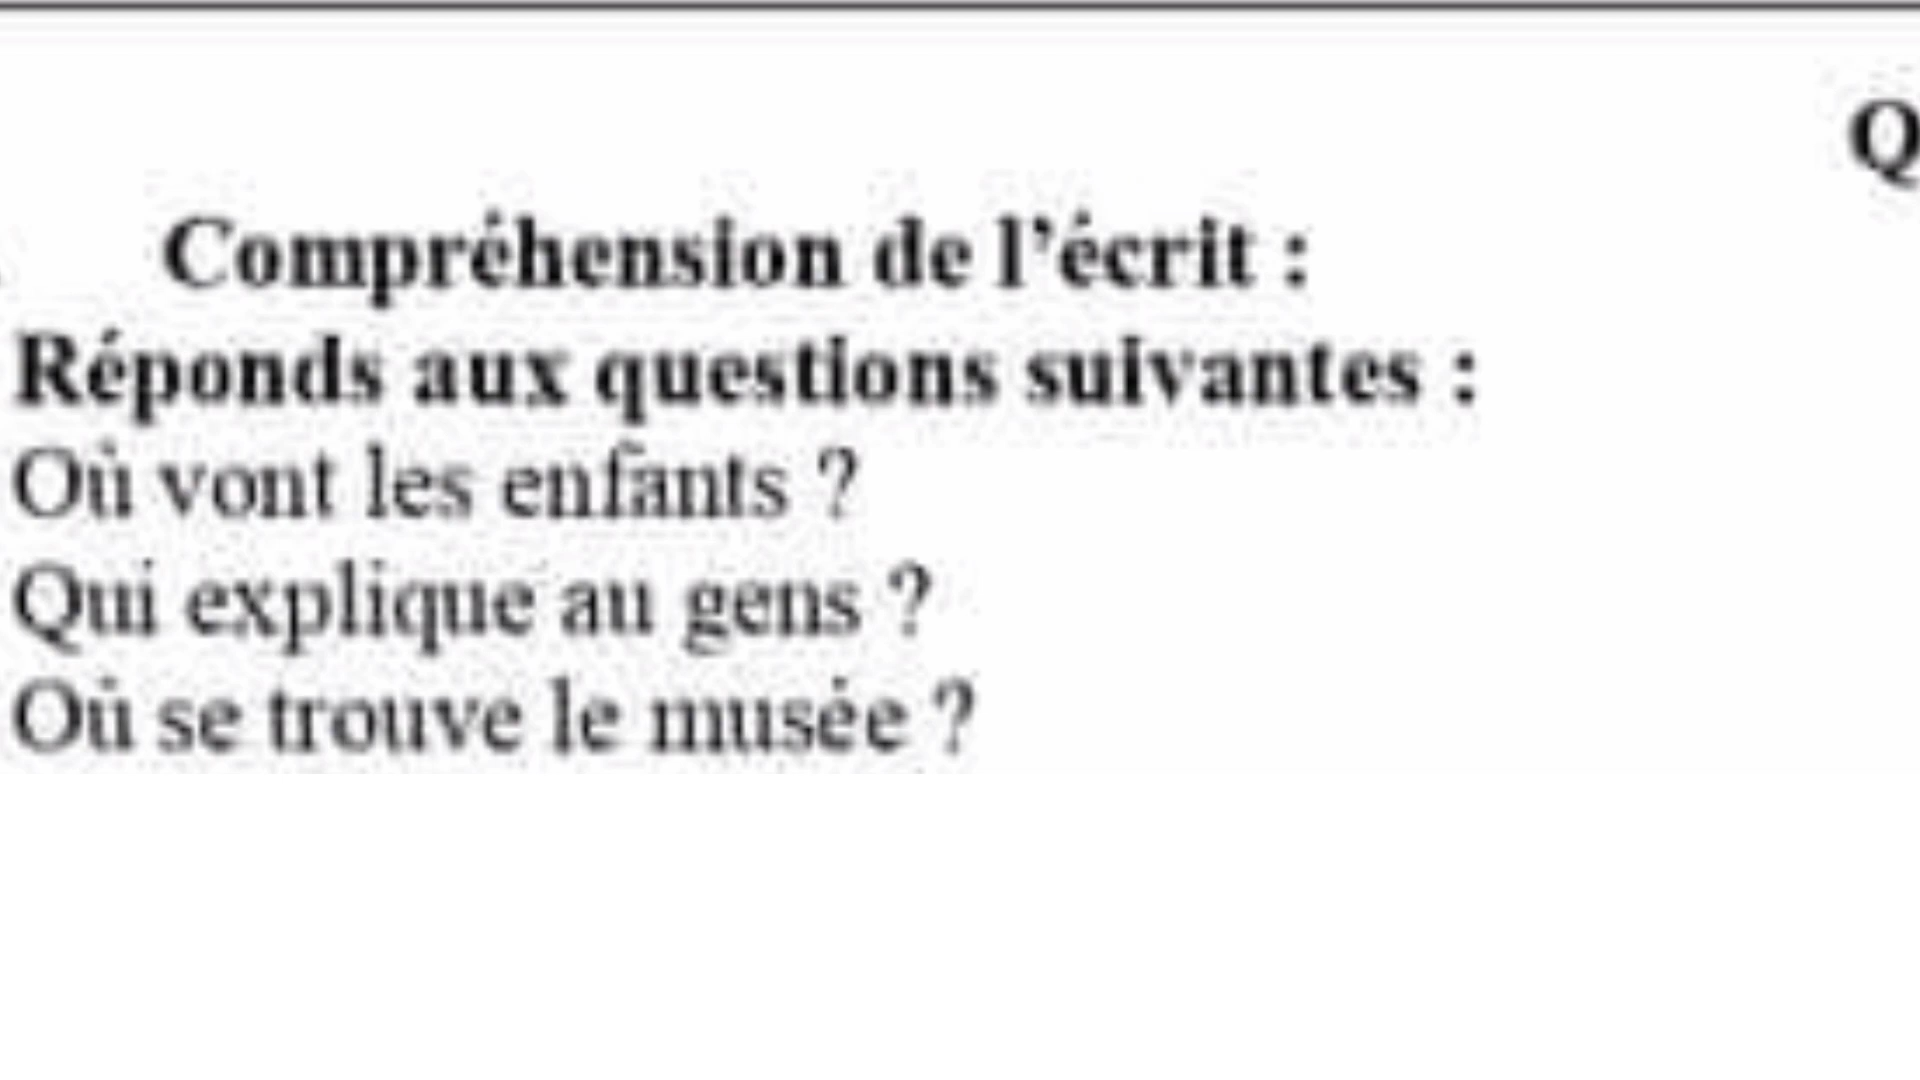 Q
Compréhension de l’écrit :
Réponds aux questions suivantes :
Où vont les enfants ?
Qui explique au gens ?
Où se trouve le musée ?